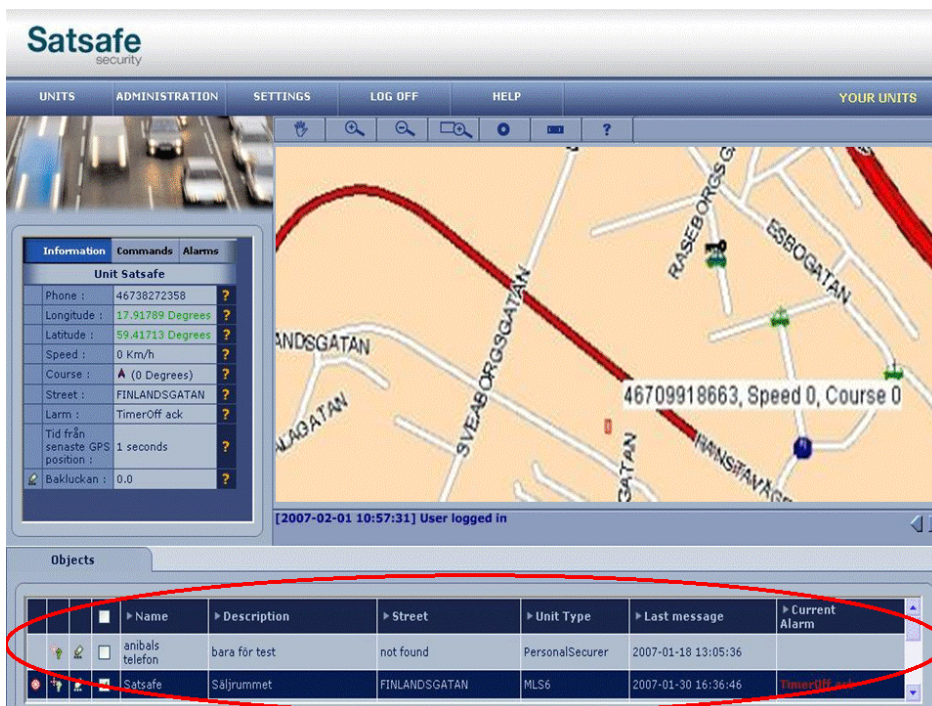 Satsafe
security
UNITS ADMINISTRATION SETTINGS LOG OFF HELP YOUR UNITS
?
Information Commands Alarms
Unit Satsafe
Phone : 46738272358 ?
Longitude : 17.91789 Degrees ?
Latitude : 59.41713 Degrees ?
Speed : 0 Km/h ?
Course : (0 Degrees) ?
Street : FINLANDSGATAN ?
Larm : TimerOff ack ?
Tid från
senaste GPS 1 seconds ?
position :
Bakluckan : 0.0 ?
RASEBORGSG
ESBOGATAN
SVEABORGSGATAN
ANDSGATAN
LAGATAN
46709918663, Speed 0, Course 0
HANSTAVÄGE
GATAN
[2007-02-01 10:57:31] User logged in
Objects
Name Description Street Unit Type Last message Current
Alarm
anibals
telefon bara för test not found PersonalSecurer 2007-01-18 13:05:36
Satsafe Säljrummet FINLANDSGATAN MLS6 2007-01-30 16:36:46 TimerOff ack